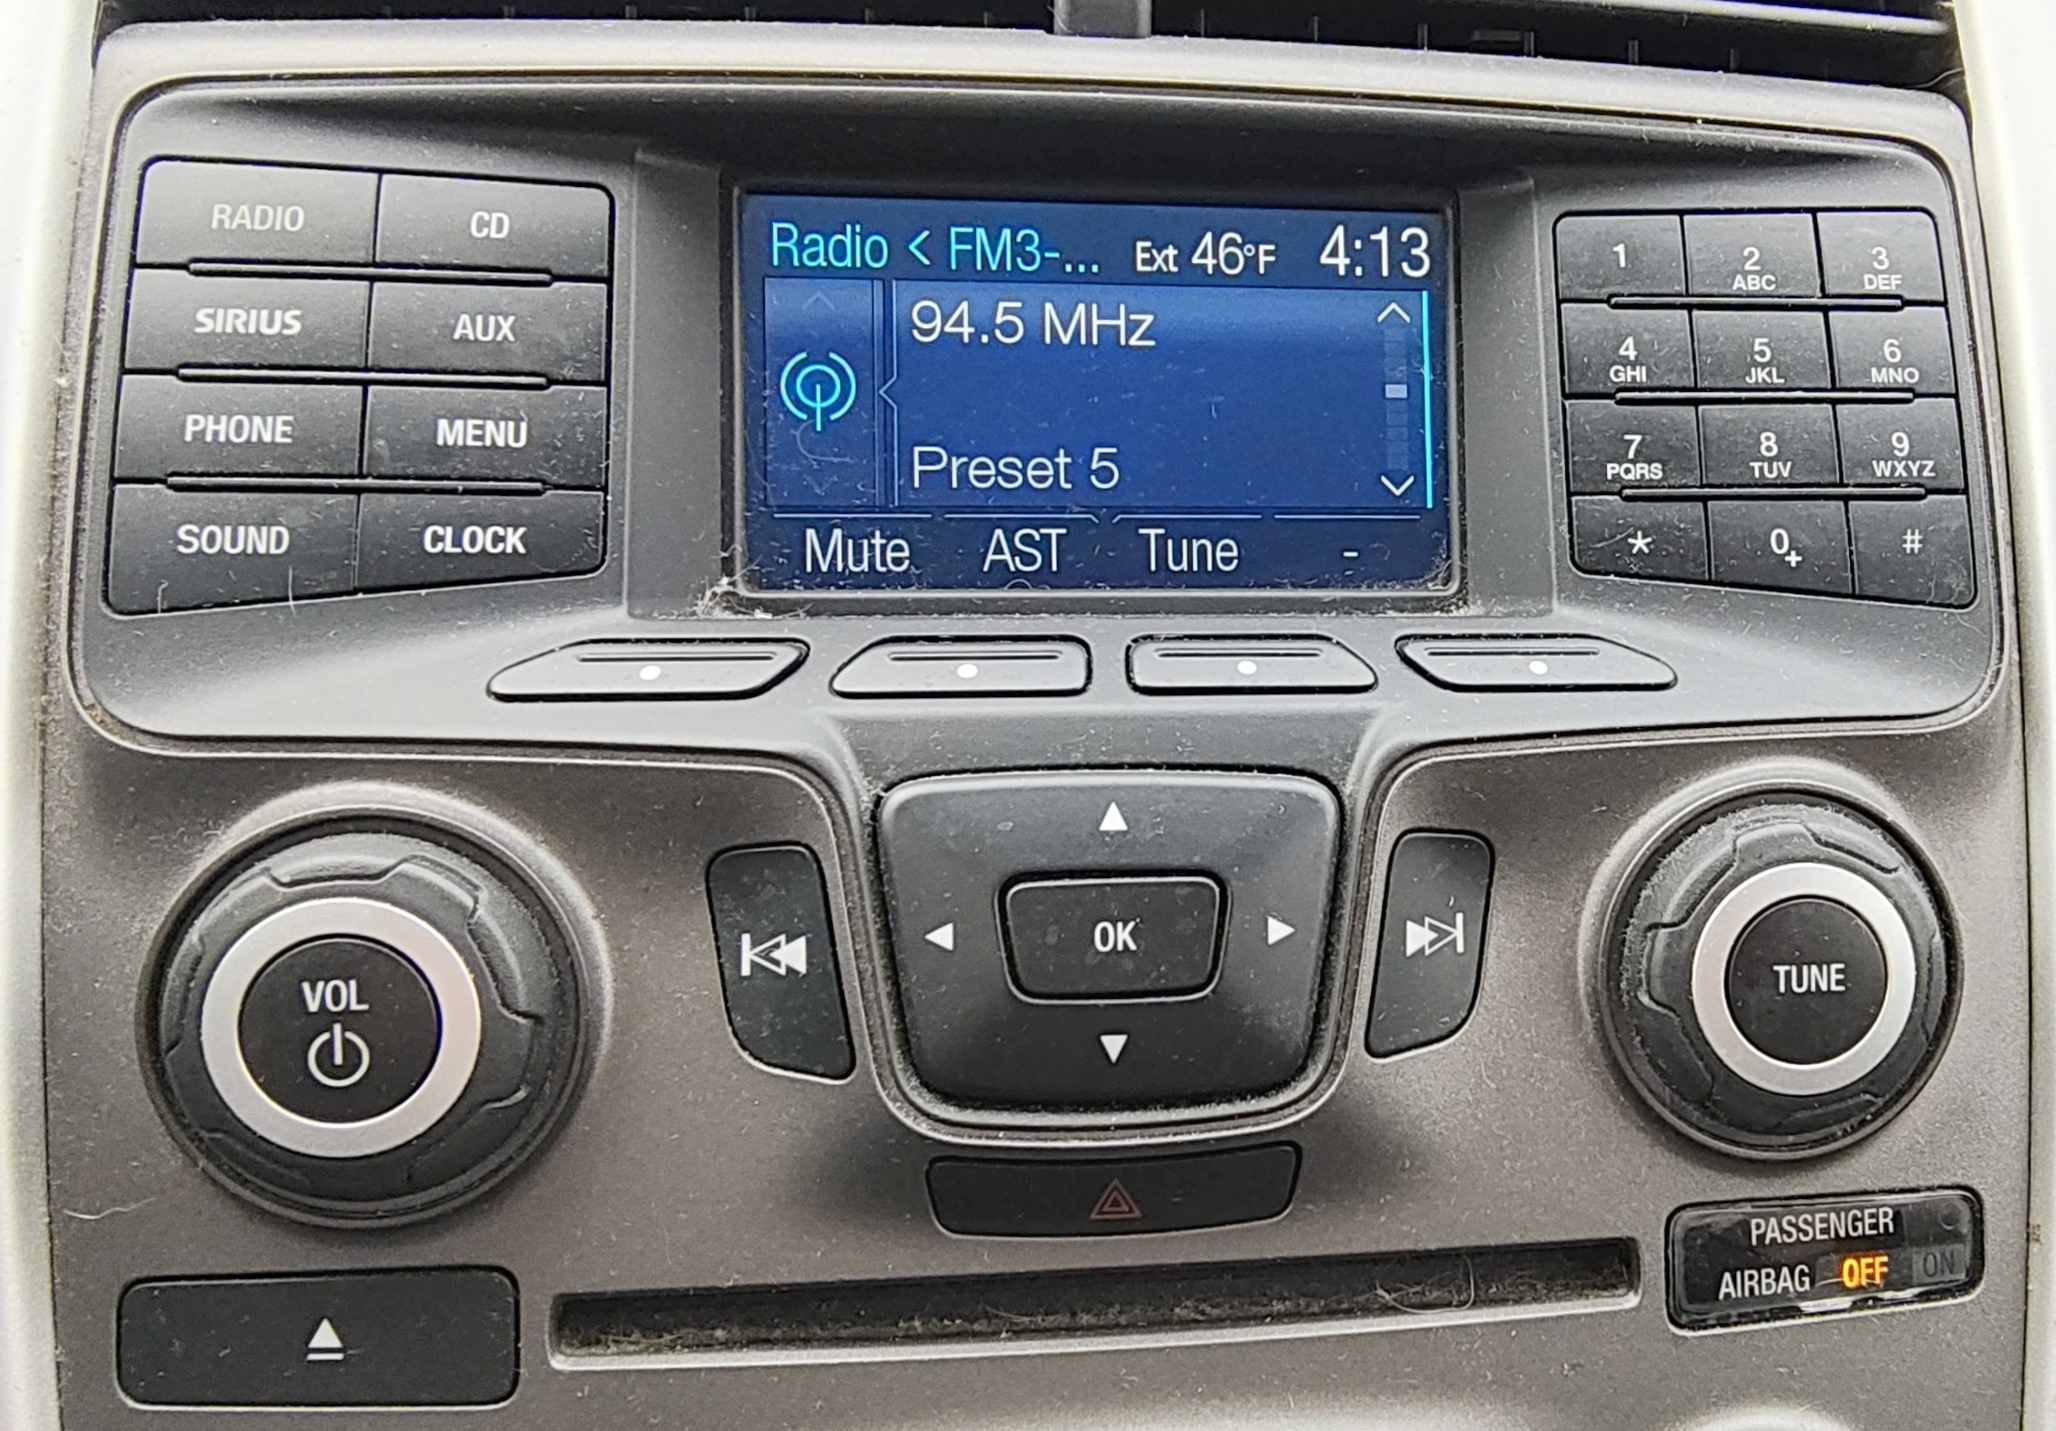 RADIO CD
SIRIUS AUX
PHONE MENU
SOUND CLOCK
Radio < FM3-... Ext 46°F 4:13
94.5 MHz
Preset 5
Mute AST Tune -
1 2 ABC 3 DEF
4 GHI 5 JKL 6 MNO
7 PQRS 8 TUV 9 WXYZ
* 0+ #
VOL
OK
TUNE
PASSENGER
AIRBAG OFF ON